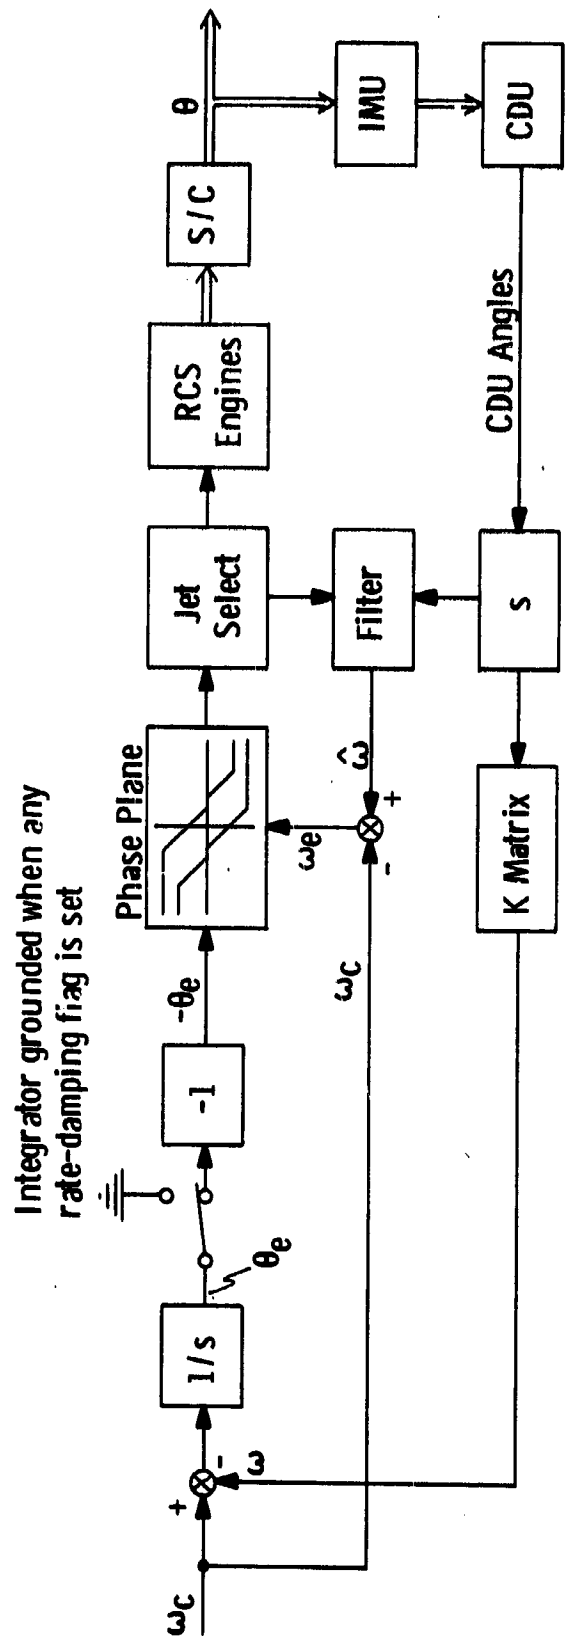 Integrator grounded when any
rate-damping flag is set
ωc
+
-
ω
1/s
θe
-1
-θe
Phase Plane
Jet
Select
RCS
Engines
S/C
θ
ωc
-
+
ωe
ω̂
Filter
IMU
K Matrix
s
CDU Angles
CDU